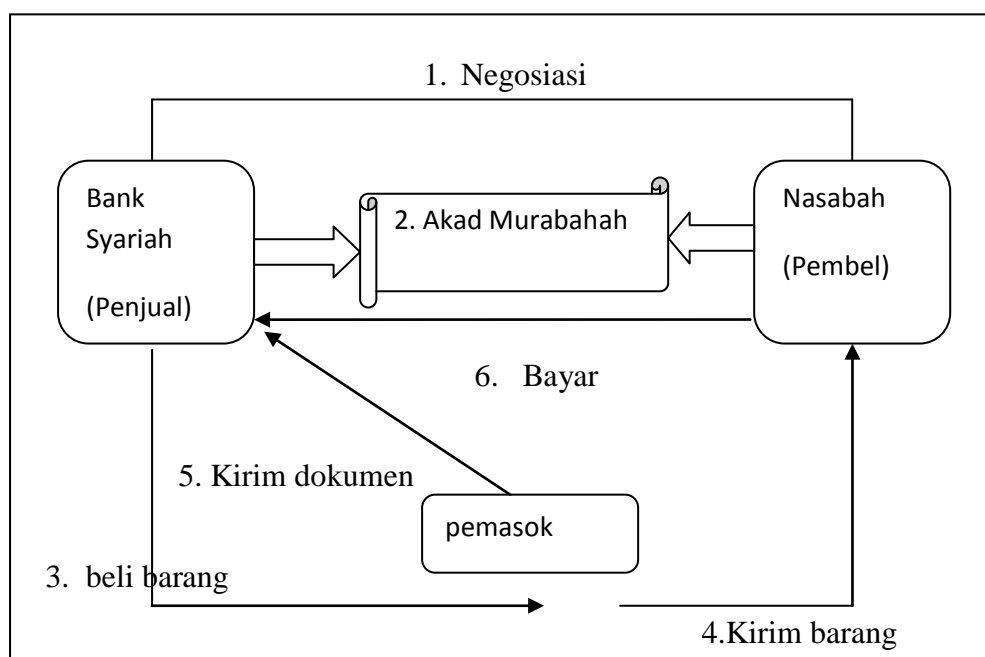 1. Negosiasi
Bank
Syariah
(Penjual)
2. Akad Murabahah
Nasabah
(Pembel)
6. Bayar
5. Kirim dokumen
pemasok
3. beli barang
4.Kirim barang